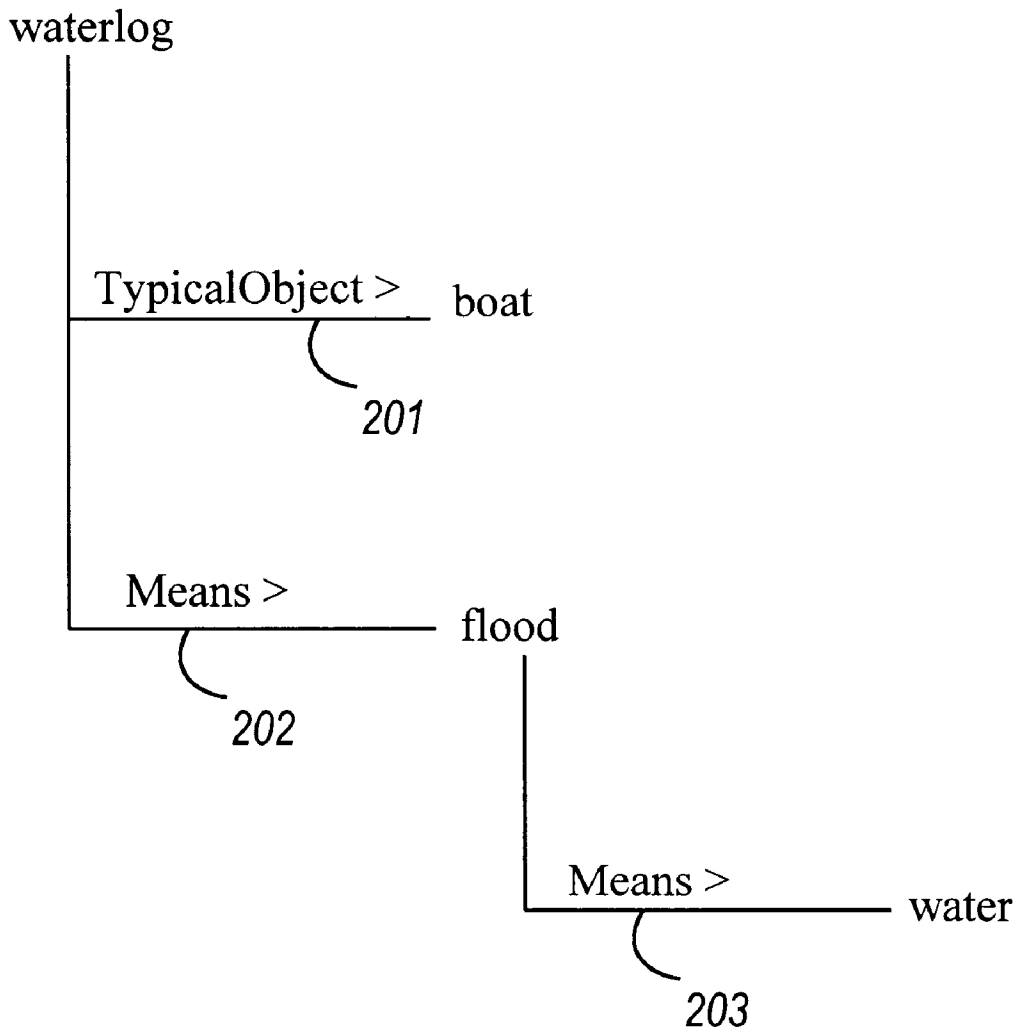 waterlog
TypicalObject > boat
201
Means > flood
202
Means > water
203